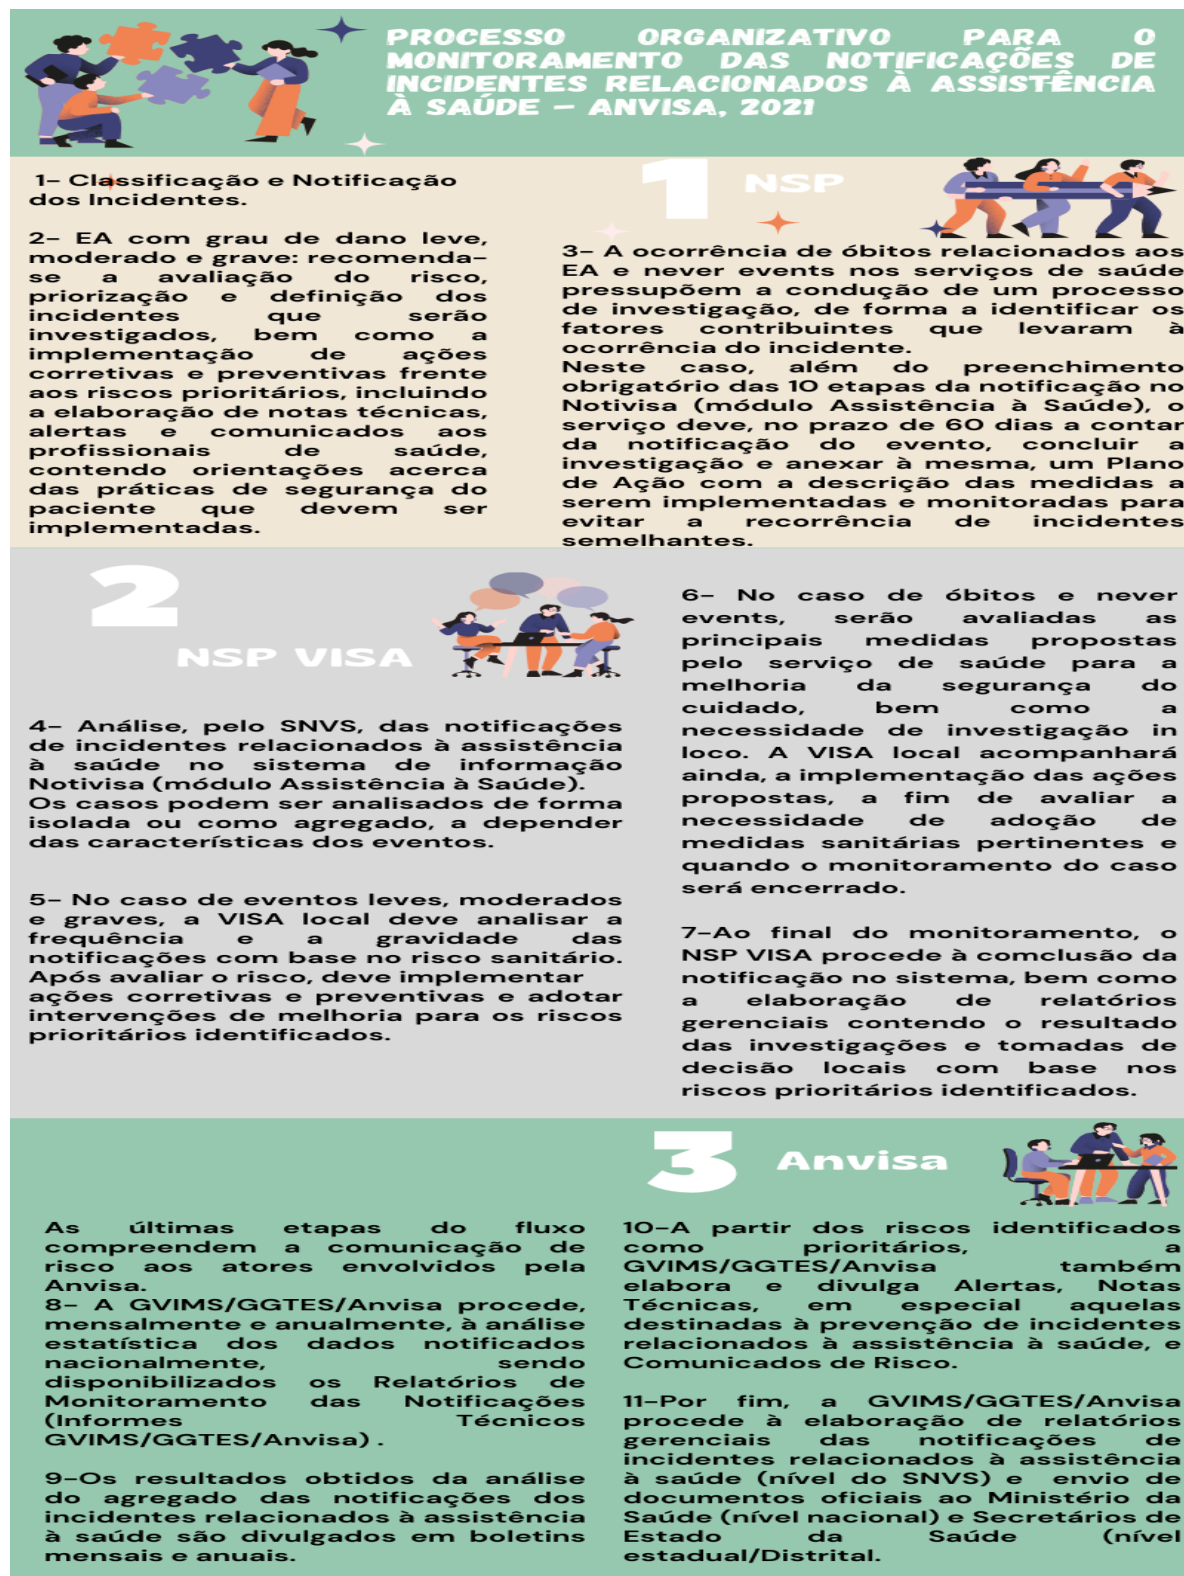 PROCESSO ORGANIZATIVO PARA O
MONITORAMENTO DAS NOTIFICAÇÕES DE
INCIDENTES RELACIONADOS À ASSISTÊNCIA
À SAÚDE – ANVISA, 2021
1- Classificação e Notificação
dos Incidentes.
2- EA com grau de dano leve,
moderado e grave: recomenda-
se a avaliação do risco,
priorização e definição dos
incidentes que serão
investigados, bem como a
implementação de ações
corretivas e preventivas frente
aos riscos prioritários, incluindo
a elaboração de notas técnicas,
alertas e comunicados aos
profissionais de saúde,
contendo orientações acerca
das práticas de segurança do
paciente que devem ser
implementadas.
1 NSP
3- A ocorrência de óbitos relacionados aos
EA e never events nos serviços de saúde
pressupõem a condução de um processo
de investigação, de forma a identificar os
fatores contribuintes que levaram à
ocorrência do incidente.
Neste caso, além do preenchimento
obrigatório das 10 etapas da notificação no
Notivisa (módulo Assistência à Saúde), o
serviço deve, no prazo de 60 dias a contar
da notificação do evento, concluir a
investigação e anexar à mesma, um Plano
de Ação com a descrição das medidas a
serem implementadas e monitoradas para
evitar a recorrência de incidentes
semelhantes.
2
NSP VISA
4- Análise, pelo SNVS, das notificações
de incidentes relacionados à assistência
à saúde no sistema de informação
Notivisa (módulo Assistência à Saúde).
Os casos podem ser analisados de forma
isolada ou como agregado, a depender
das características dos eventos.
5- No caso de eventos leves, moderados
e graves, a VISA local deve analisar a
frequência e a gravidade das
notificações com base no risco sanitário.
Após avaliar o risco, deve implementar
ações corretivas e preventivas e adotar
intervenções de melhoria para os riscos
prioritários identificados.
6- No caso de óbitos e never
events, serão avaliadas as
principais medidas propostas
pelo serviço de saúde para a
melhoria da segurança do
cuidado, bem como a
necessidade de investigação in
loco. A VISA local acompanhará
ainda, a implementação das ações
propostas, a fim de avaliar a
necessidade de adoção de
medidas sanitárias pertinentes e
quando o monitoramento do caso
será encerrado.
7-Ao final do monitoramento, o
NSP VISA procede à comclusão da
notificação no sistema, bem como
a elaboração de relatórios
gerenciais contendo o resultado
das investigações e tomadas de
decisão locais com base nos
riscos prioritários identificados.
3 Anvisa
As últimas etapas do fluxo
compreendem a comunicação de
risco aos atores envolvidos pela
Anvisa.
8- A GVIMS/GGTES/Anvisa procede,
mensalmente e anualmente, à análise
estatística dos dados notificados
nacionalmente, sendo
disponibilizados os Relatórios de
Monitoramento das Notificações
(Informes Técnicos
GVIMS/GGTES/Anvisa) .
9-Os resultados obtidos da análise
do agregado das notificações dos
incidentes relacionados à assistência
à saúde são divulgados em boletins
mensais e anuais.
10-A partir dos riscos identificados
como prioritários, a
GVIMS/GGTES/Anvisa também
elabora e divulga Alertas, Notas
Técnicas, em especial aquelas
destinadas à prevenção de incidentes
relacionados à assistência à saúde, e
Comunicados de Risco.
11-Por fim, a GVIMS/GGTES/Anvisa
procede à elaboração de relatórios
gerenciais das notificações de
incidentes relacionados à assistência
à saúde (nível do SNVS) e envio de
documentos oficiais ao Ministério da
Saúde (nível nacional) e Secretários de
Estado da Saúde (nível
estadual/Distrital.